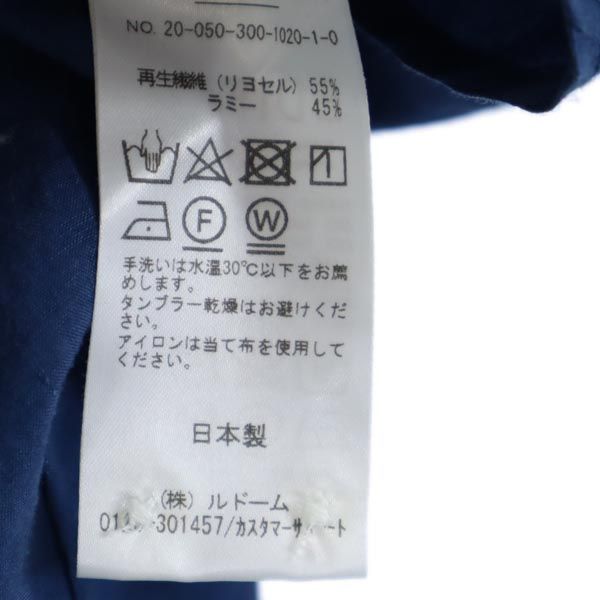 NO. 20-050-300-1020-1-0
再生繊維 (リヨセル) 55%
ラミー 45%
F W
手洗いは水温30℃以下をお薦
めします。
タンブラー乾燥はお避けくだ
さい。
アイロンは当て布を使用して
ください。
日本製
(株) ルドーム
301457/カスタマー